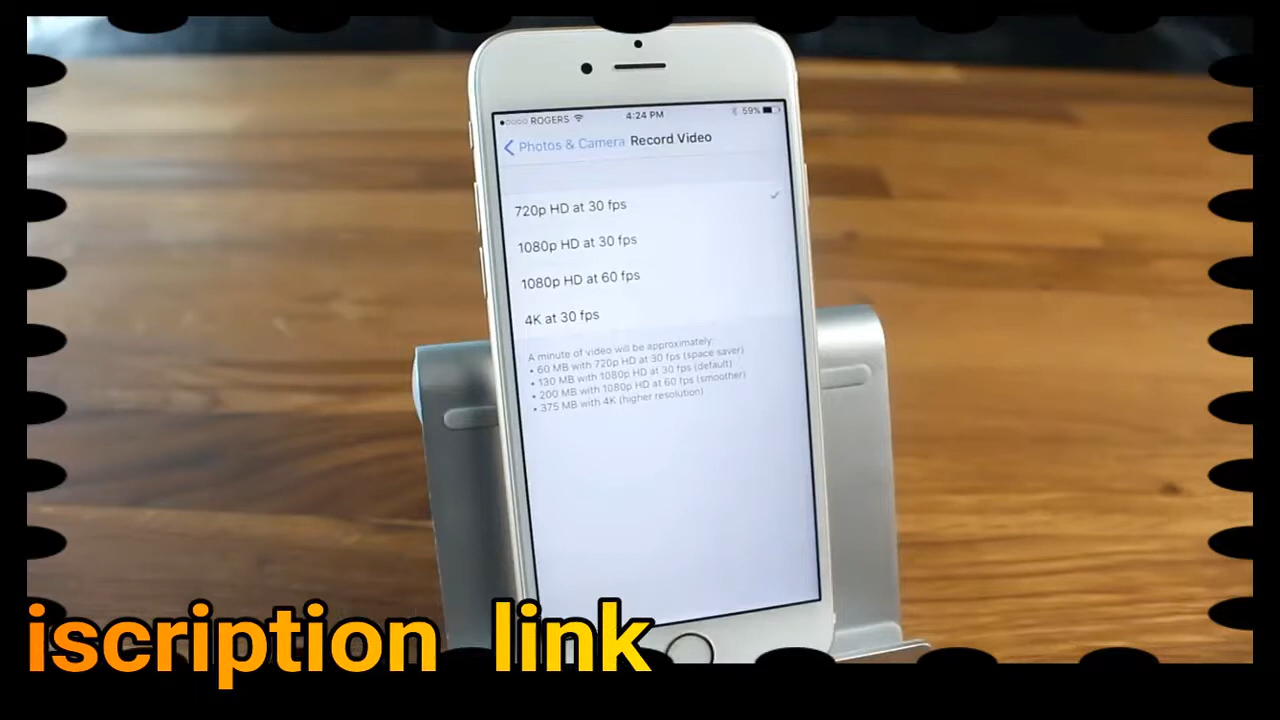 ROGERS 4:24 PM 59%
Photos & Camera Record Video
720p HD at 30 fps
1080p HD at 30 fps
1080p HD at 60 fps
4K at 30 fps
A minute of video will be approximately:
• 60 MB with 720p HD at 30 fps (space saver)
• 130 MB with 1080p HD at 30 fps (default)
• 200 MB with 1080p HD at 60 fps (smoother)
• 375 MB with 4K (higher resolution)
iscription link